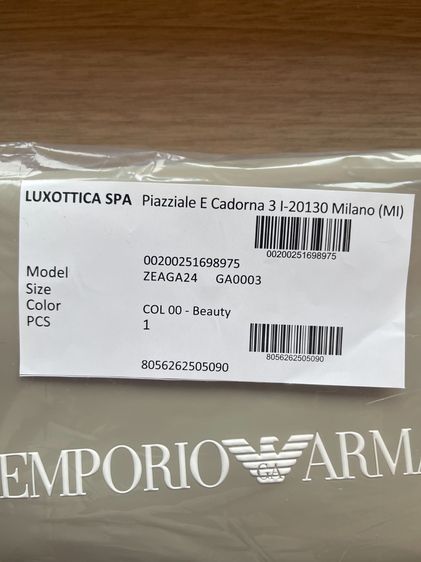 LUXOTTICA SPA Piazziale E Cadorna 3 I-20130 Milano (MI)
00200251698975
00200251698975
Model ZEAGA24 GA0003
Size
Color COL 00 - Beauty
PCS 1
8056262505090
8056262505090
EMPORIO GA ARMA